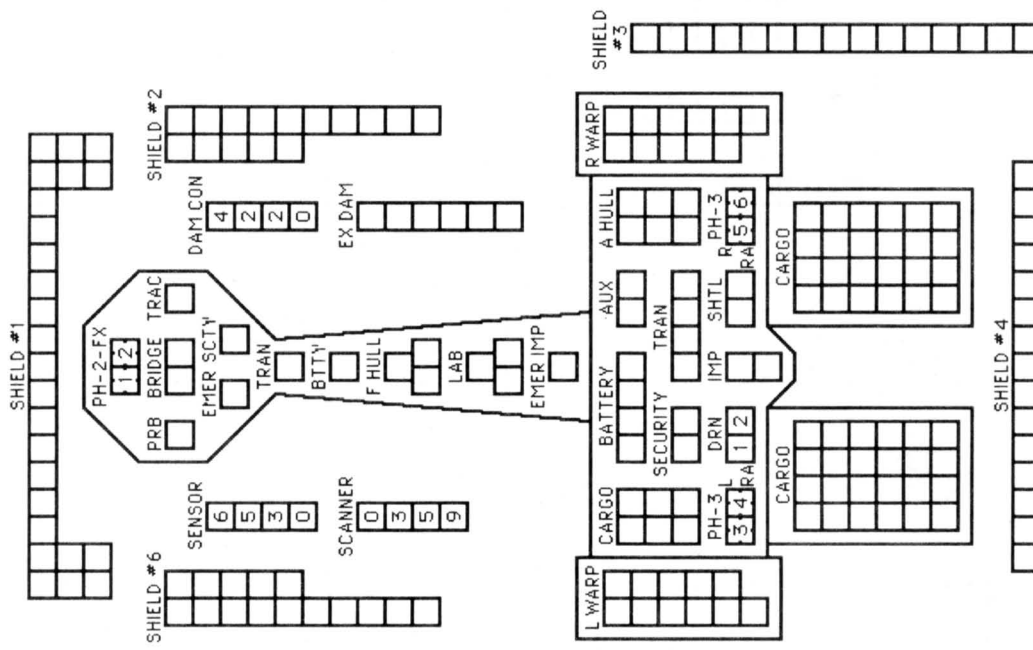 SHIELD #1
SHIELD #6
SHIELD #2
PH-2-FX
1 2
PRB
BRIDGE
TRAC
EMER SCTY
SENSOR
6
5
3
0
DAM CON
4
2
2
0
TRAN
BTTY
SCANNER
0
3
5
9
EX DAM
F HULL
LAB
EMER IMP
L WARP
R WARP
CARGO
BATTERY
AUX
A HULL
SECURITY
TRAN
PH-3
L
RA
3 4
DRN
1 2
IMP
SHTL
R
RA
PH-3
5 6
CARGO
CARGO
SHIELD
#3
SHIELD #4